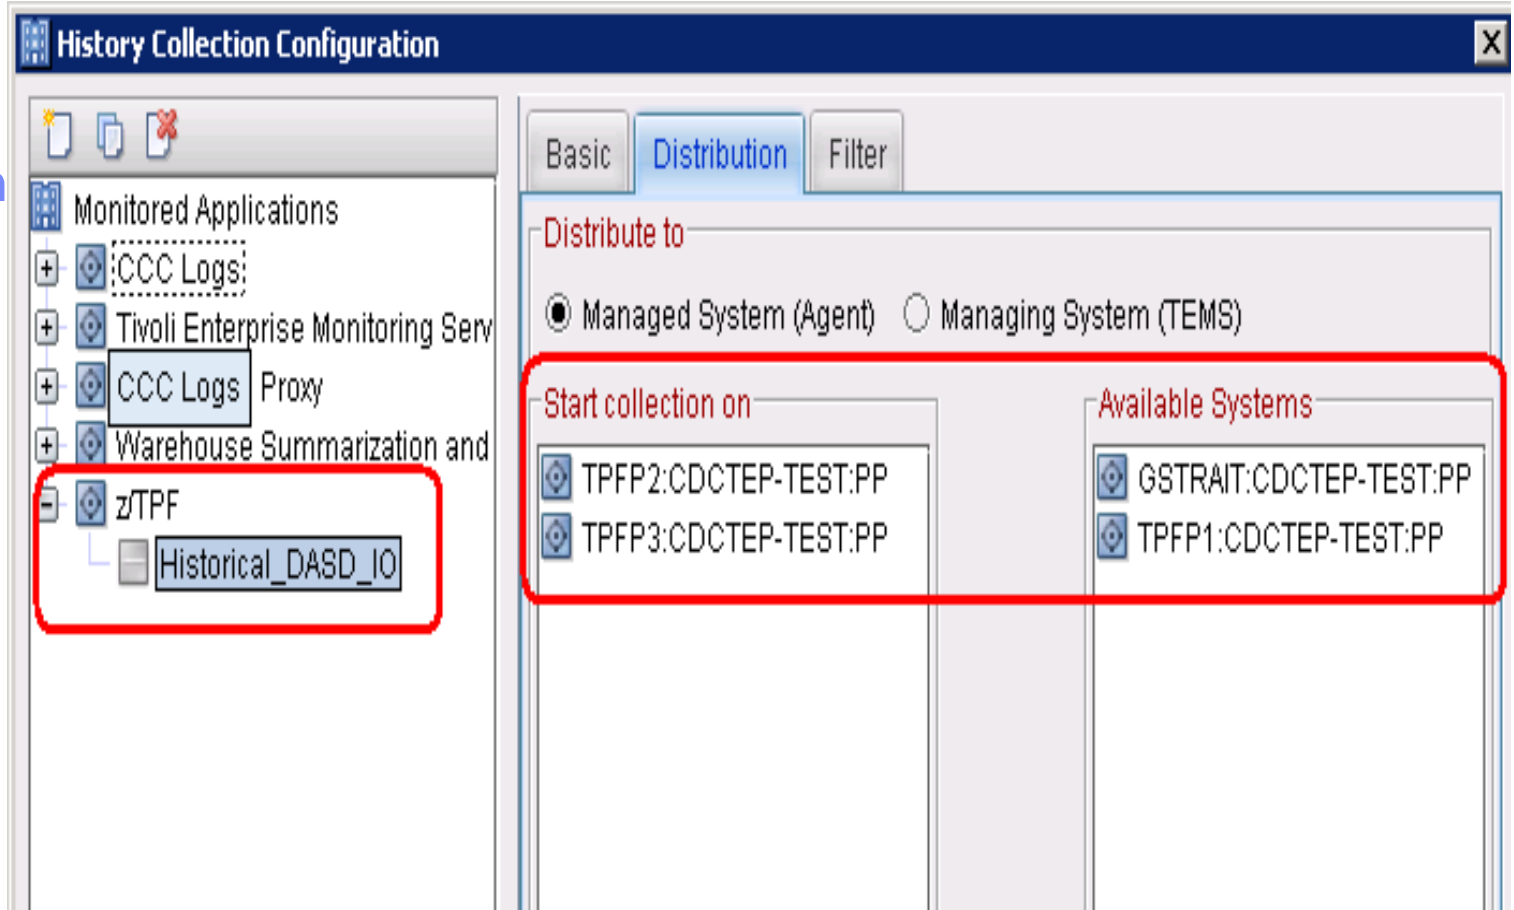 History Collection Configuration
Monitored Applications
CCC Logs
Tivoli Enterprise Monitoring Serv
CCC Logs Proxy
Warehouse Summarization and
z/TPF
Historical_DASD_IO
Basic Distribution Filter
Distribute to
Managed System (Agent) Managing System (TEMS)
Start collection on
TPFP2:CDCTEP-TEST:PP
TPFP3:CDCTEP-TEST:PP
Available Systems
GSTRAIT:CDCTEP-TEST:PP
TPFP1:CDCTEP-TEST:PP